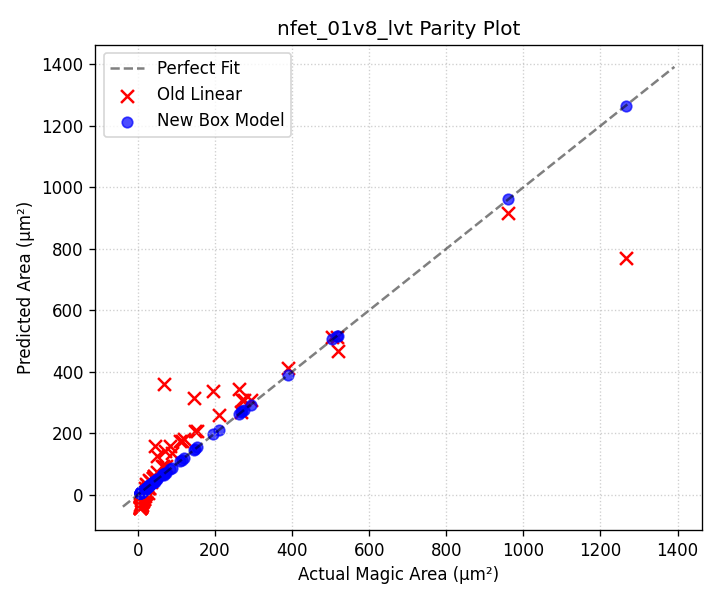 nfet_01v8_lvt Parity Plot
Perfect Fit
Old Linear
New Box Model
Predicted Area (μm²)
1400
1200
1000
800
600
400
200
0
0 200 400 600 800 1000 1200 1400
Actual Magic Area (μm²)